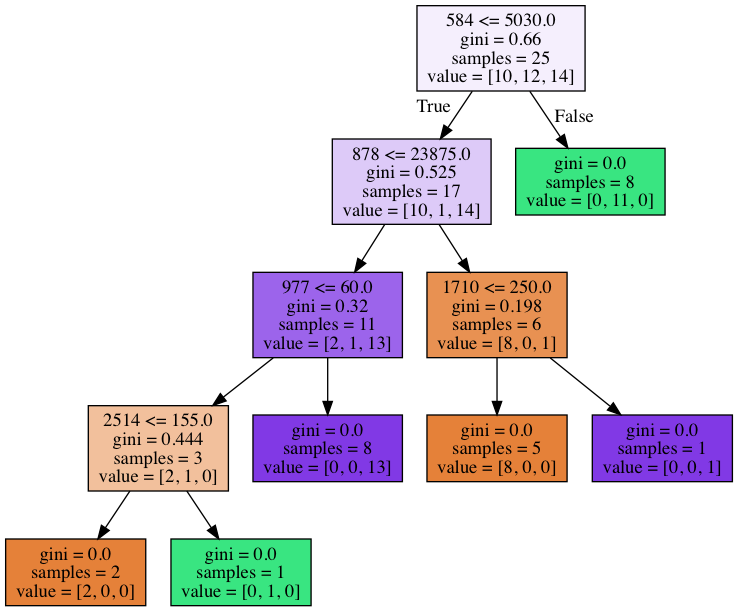 584 <= 5030.0
gini = 0.66
samples = 25
value = [10, 12, 14]
True
False
878 <= 23875.0
gini = 0.525
samples = 17
value = [10, 1, 14]
gini = 0.0
samples = 8
value = [0, 11, 0]
977 <= 60.0
gini = 0.32
samples = 11
value = [2, 1, 13]
1710 <= 250.0
gini = 0.198
samples = 6
value = [8, 0, 1]
2514 <= 155.0
gini = 0.444
samples = 3
value = [2, 1, 0]
gini = 0.0
samples = 8
value = [0, 0, 13]
gini = 0.0
samples = 5
value = [8, 0, 0]
gini = 0.0
samples = 1
value = [0, 0, 1]
gini = 0.0
samples = 2
value = [2, 0, 0]
gini = 0.0
samples = 1
value = [0, 1, 0]